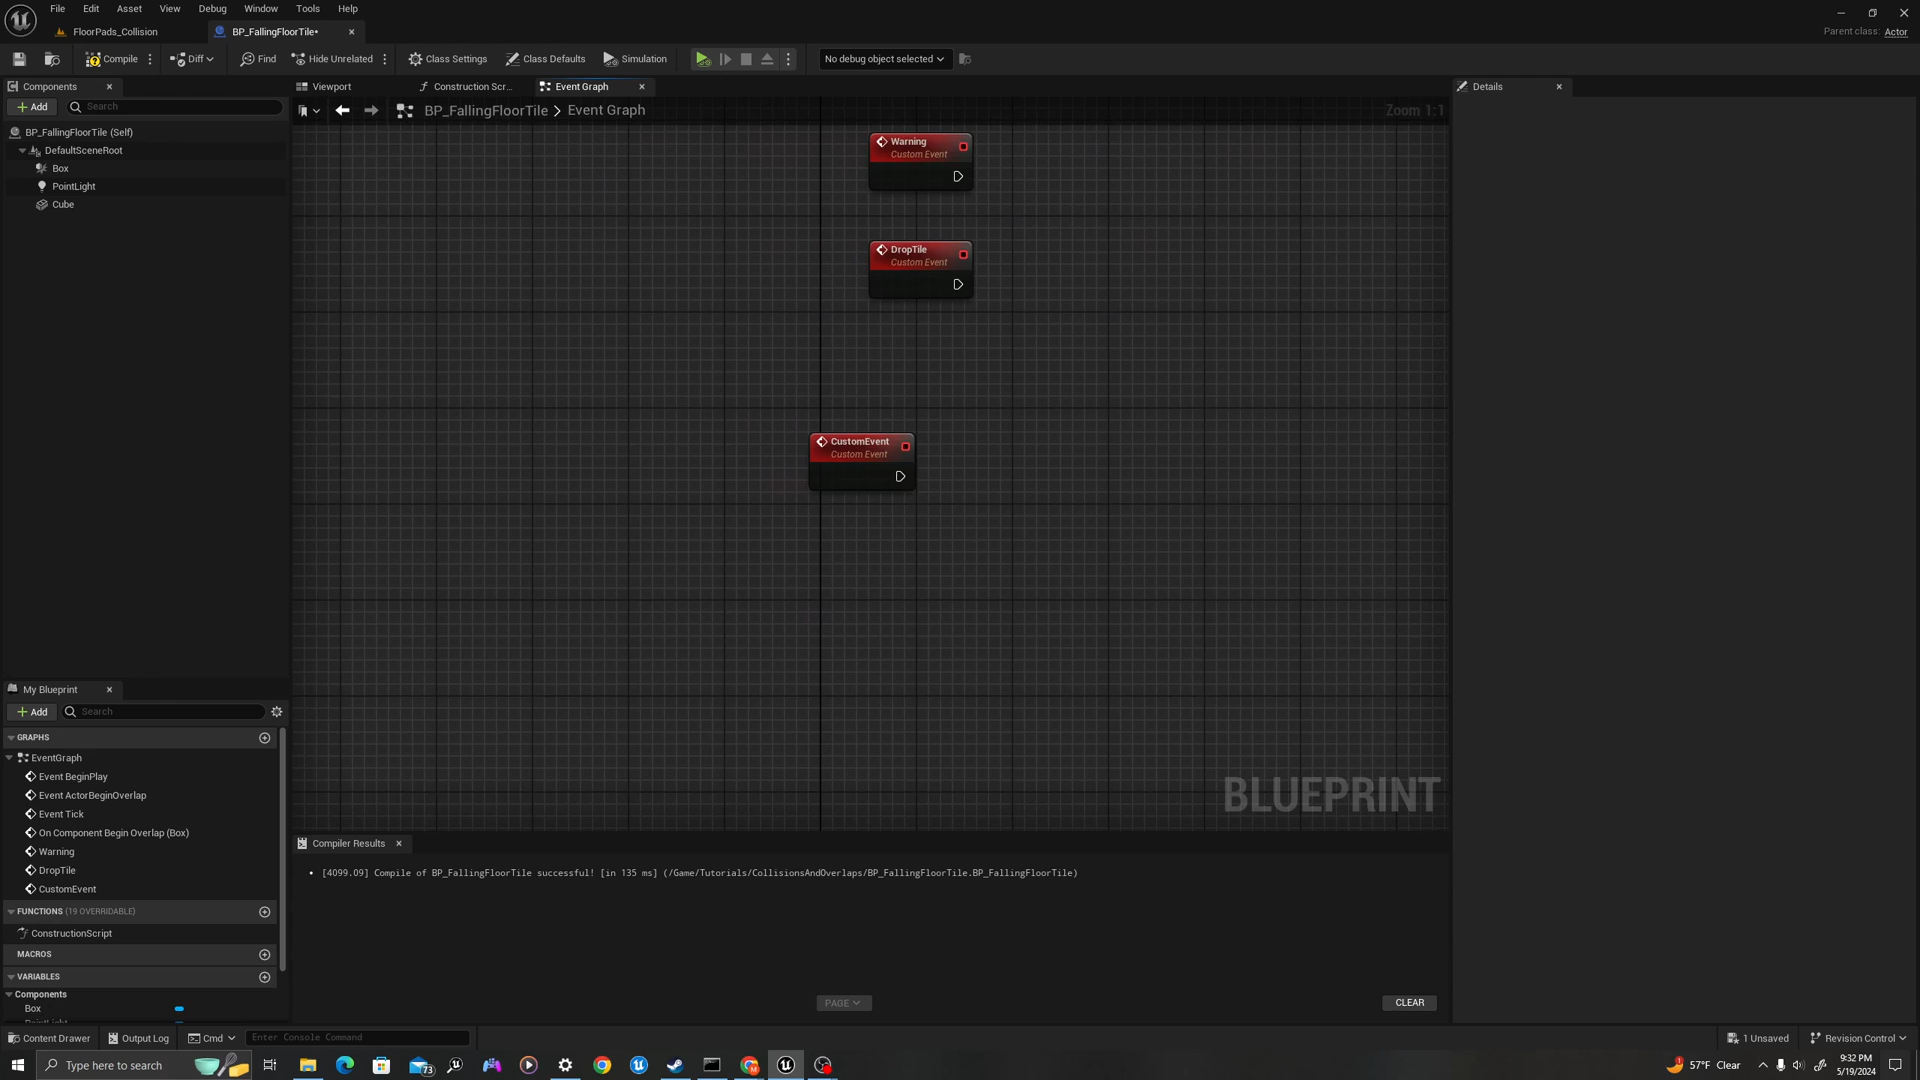 File Edit Asset View Debug Window Tools Help
FloorPads_Collision
BP_FallingFloorTile•
Parent class: Actor
Compile
Diff
Find
Hide Unrelated
Class Settings
Class Defaults
Simulation
No debug object selected
Components
Viewport
Construction Scr...
Event Graph
Details
Add
Search
BP_FallingFloorTile > Event Graph
Zoom 1:1
BP_FallingFloorTile (Self)
DefaultSceneRoot
Box
PointLight
Cube
Warning
Custom Event
DropTile
Custom Event
CustomEvent
Custom Event
BLUEPRINT
My Blueprint
Add
Search
GRAPHS
EventGraph
Event BeginPlay
Event ActorBeginOverlap
Event Tick
On Component Begin Overlap (Box)
Warning
DropTile
CustomEvent
FUNCTIONS (19 OVERRIDABLE)
ConstructionScript
MACROS
VARIABLES
Components
Box
PointLight
Compiler Results
• [4099.09] Compile of BP_FallingFloorTile successful! [in 135 ms] (/Game/Tutorials/CollisionsAndOverlaps/BP_FallingFloorTile.BP_FallingFloorTile)
PAGE
CLEAR
Content Drawer
Output Log
Cmd
Enter Console Command
1 Unsaved
Revision Control
Type here to search
73
1
57°F Clear
9:32 PM
5/19/2024